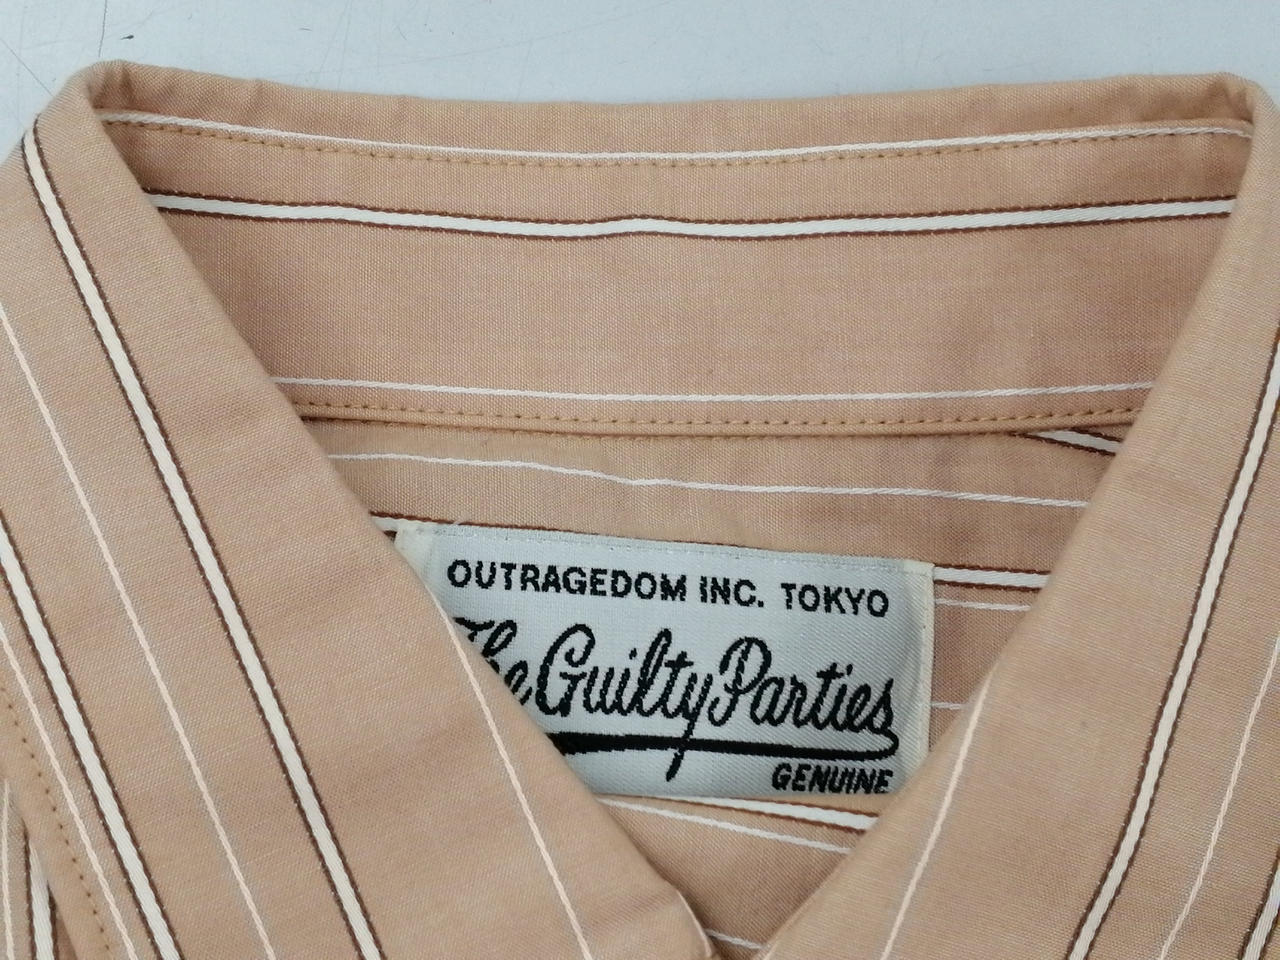 OUTRAGEDOM INC. TOKYO
The Guilty Parties
GENUINE